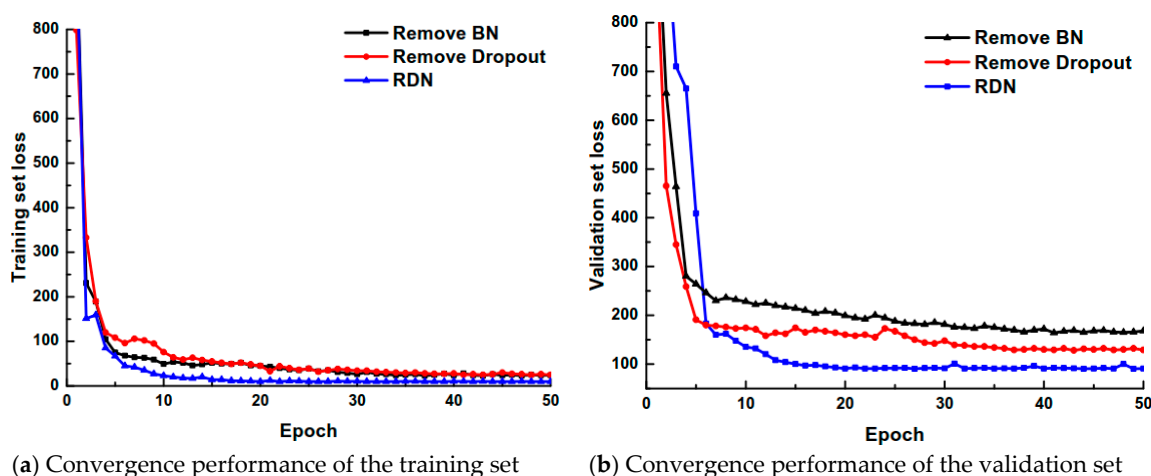 800
700
600
500
400
300
200
100
0
Training set loss
0 10 20 30 40 50
Epoch
Remove BN
Remove Dropout
RDN
(a) Convergence performance of the training set
800
700
600
500
400
300
200
100
Validation set loss
0 10 20 30 40 50
Epoch
Remove BN
Remove Dropout
RDN
(b) Convergence performance of the validation set